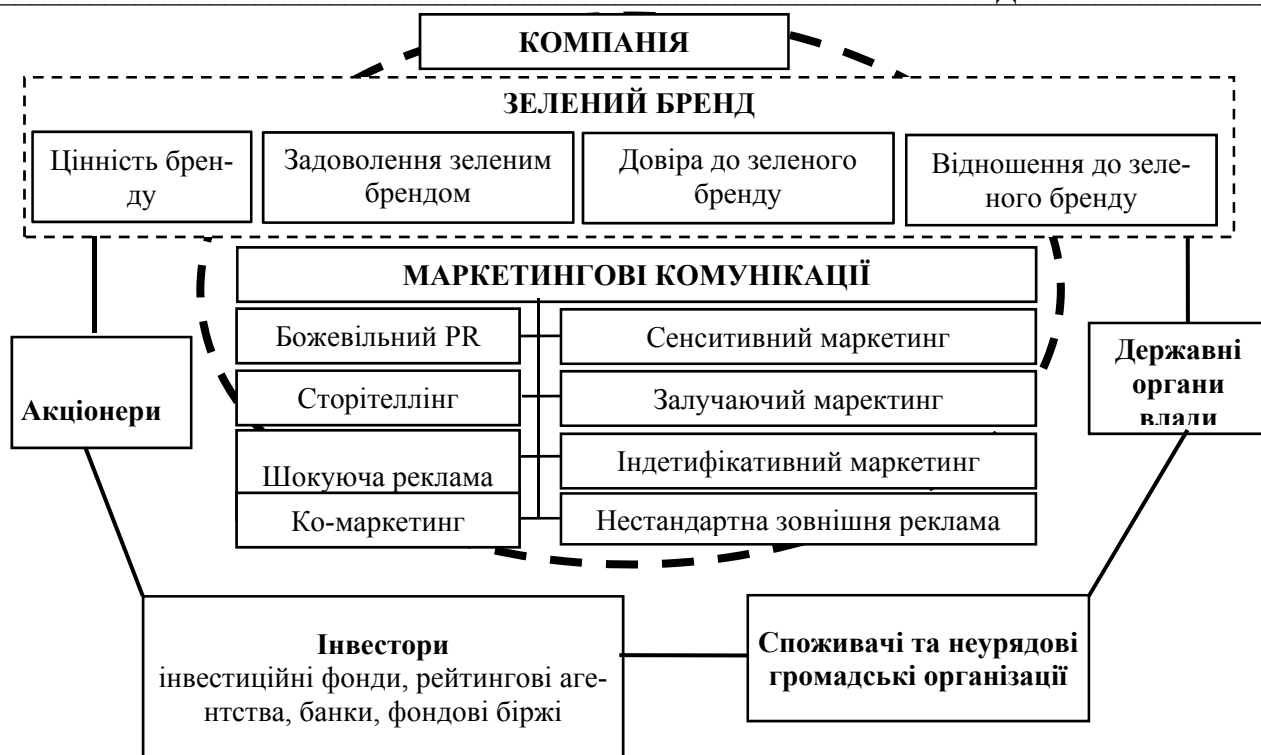 КОМПАНІЯ
ЗЕЛЕНИЙ БРЕНД
Цінність брен-
ду
Задоволення зеленим
брендом
Довіра до зеленого
бренду
Відношення до зеле-
ного бренду
МАРКЕТИНГОВІ КОМУНІКАЦІЇ
Божевільний PR
Сенситивний маркетинг
Сторітеллінг
Залучаючий маректинг
Шокуюча реклама
Індетифікативний маркетинг
Ко-маркетинг
Нестандартна зовнішня реклама
Акціонери
Державні
органи
влади
Інвестори
інвестиційні фонди, рейтингові аге-
нтства, банки, фондові біржі
Споживачі та неурядові
громадські організації